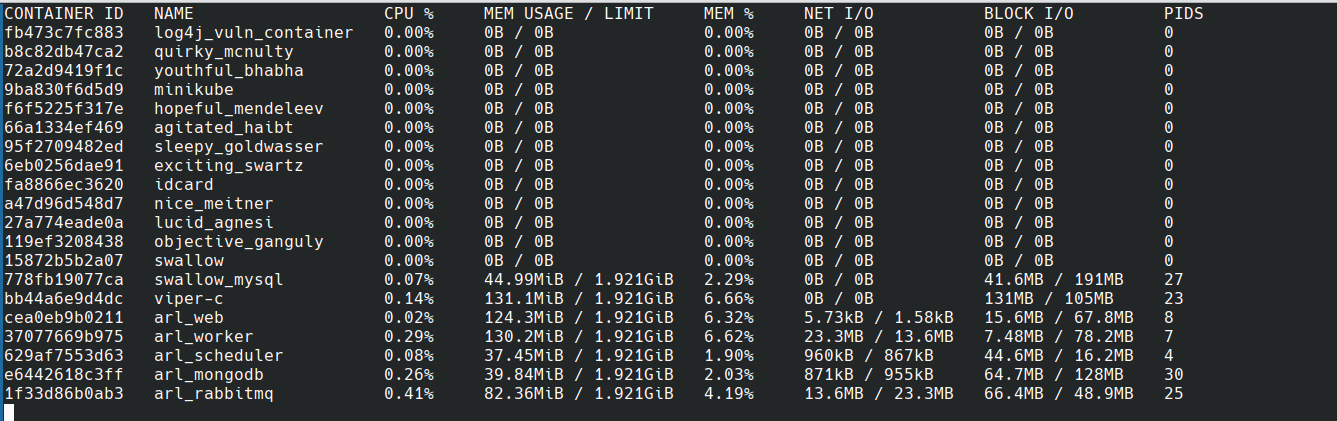 CONTAINER ID   NAME                   CPU %     MEM USAGE / LIMIT     MEM %     NET I/O           BLOCK I/O         PIDS
fb473c7fc883   log4j_vuln_container   0.00%     0B / 0B               0.00%     0B / 0B           0B / 0B           0
b8c82db47ca2   quirky_mcnulty         0.00%     0B / 0B               0.00%     0B / 0B           0B / 0B           0
72a2d9419f1c   youthful_bhabha        0.00%     0B / 0B               0.00%     0B / 0B           0B / 0B           0
9ba830f6d5d9   minikube               0.00%     0B / 0B               0.00%     0B / 0B           0B / 0B           0
f6f5225f317e   hopeful_mendeleev      0.00%     0B / 0B               0.00%     0B / 0B           0B / 0B           0
66a1334ef469   agitated_haibt         0.00%     0B / 0B               0.00%     0B / 0B           0B / 0B           0
95f2709482ed   sleepy_goldwasser      0.00%     0B / 0B               0.00%     0B / 0B           0B / 0B           0
6eb0256dae91   exciting_swartz        0.00%     0B / 0B               0.00%     0B / 0B           0B / 0B           0
fa8866ec3620   idcard                 0.00%     0B / 0B               0.00%     0B / 0B           0B / 0B           0
a47d96d548d7   nice_meitner           0.00%     0B / 0B               0.00%     0B / 0B           0B / 0B           0
27a774eade0a   lucid_agnesi           0.00%     0B / 0B               0.00%     0B / 0B           0B / 0B           0
119ef3208438   objective_ganguly      0.00%     0B / 0B               0.00%     0B / 0B           0B / 0B           0
15872b5b2a07   swallow                0.00%     0B / 0B               0.00%     0B / 0B           0B / 0B           0
778fb19077ca   swallow_mysql          0.07%     44.99MiB / 1.921GiB   2.29%     0B / 0B           41.6MB / 191MB    27
bb44a6e9d4dc   viper-c                0.14%     131.1MiB / 1.921GiB   6.66%     0B / 0B           131MB / 105MB     23
cea0eb9b0211   arl_web                0.02%     124.3MiB / 1.921GiB   6.32%     5.73kB / 1.58kB   15.6MB / 67.8MB   8
37077669b975   arl_worker             0.29%     130.2MiB / 1.921GiB   6.62%     23.3MB / 13.6MB   7.48MB / 78.2MB   7
629af7553d63   arl_scheduler          0.08%     37.45MiB / 1.921GiB   1.90%     960kB / 867kB     44.6MB / 16.2MB   4
e6442618c3ff   arl_mongodb            0.26%     39.84MiB / 1.921GiB   2.03%     871kB / 955kB     64.7MB / 128MB    30
1f33d86b0ab3   arl_rabbitmq           0.41%     82.36MiB / 1.921GiB   4.19%     13.6MB / 23.3MB   66.4MB / 48.9MB   25